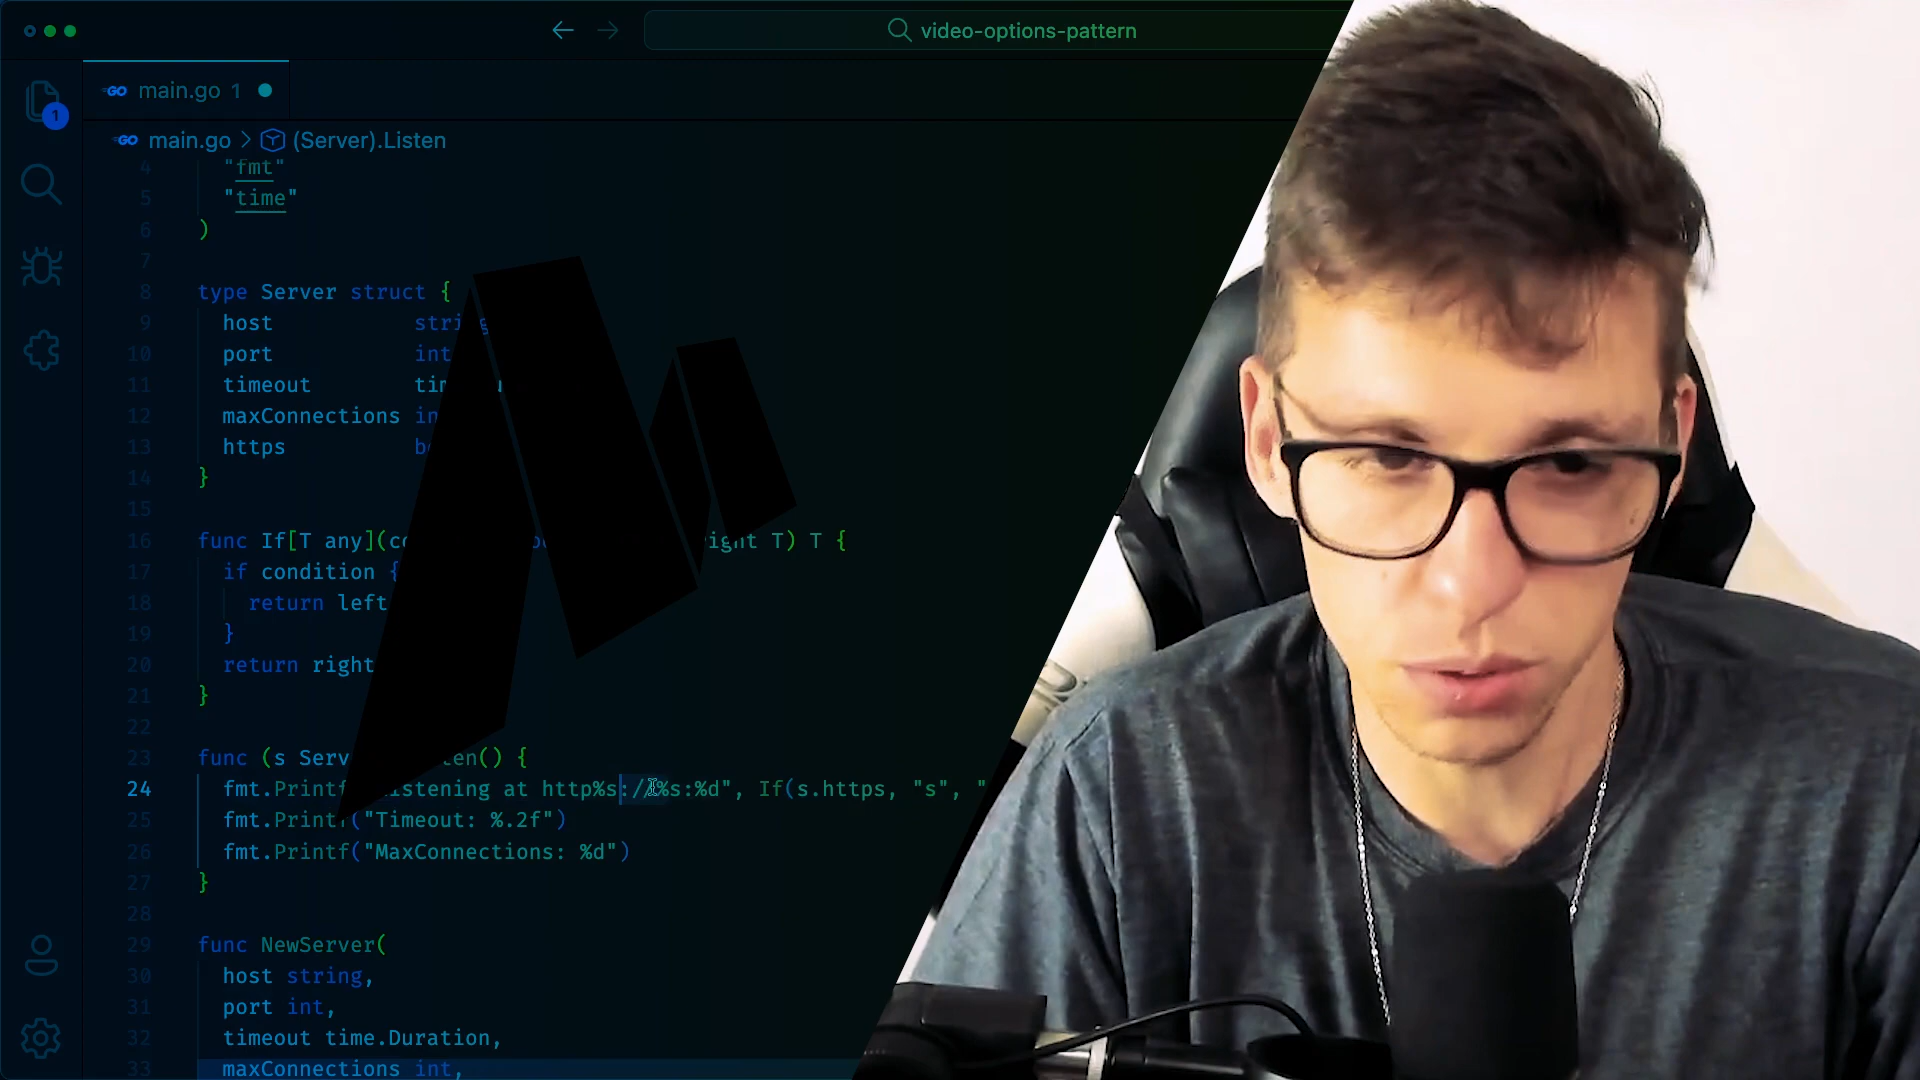 video-options-pattern
main.go 1
1
main.go > (Server).Listen
4 "fmt"
5 "time"
6 )
7
8 type Server struct {
9 host string
10 port int
11 timeout
12 maxConnections
13 https
14 }
15
16 func If[T any]( T) T {
17 if condition {
18 return left
19 }
20 return right
21 }
22
23 func (s () {
24 fmt.Printf listening at http%s://%s:%d", If(s.https, "s", "
25 fmt.Printf("Timeout: %.2f")
26 fmt.Printf("MaxConnections: %d")
27 }
28
29 func NewServer(
30 host string,
31 port int,
32 timeout time.Duration,
33 maxConnections int,